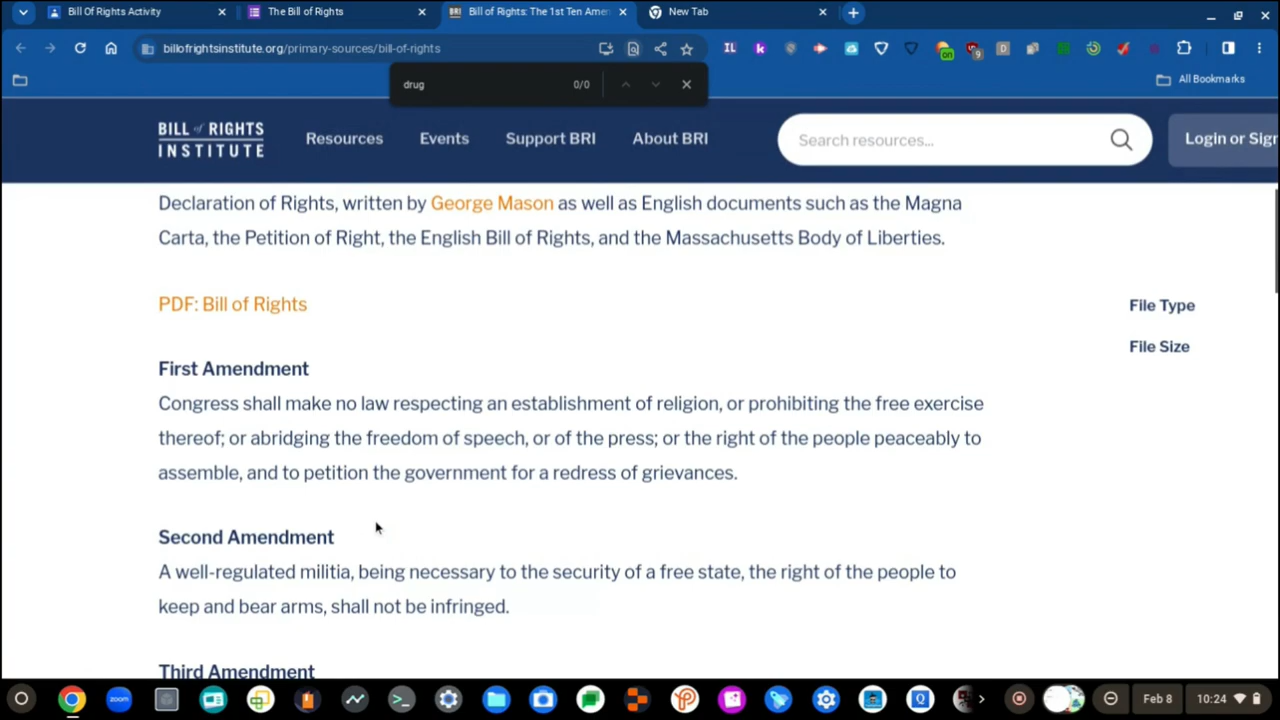 Bill Of Rights Activity
The Bill of Rights
Bill of Rights: The 1st Ten Amer
New Tab
billofrightsinstitute.org/primary-sources/bill-of-rights
IL
k
on
9
D
drug
0/0
All Bookmarks
BILL of RIGHTS
INSTITUTE
Resources
Events
Support BRI
About BRI
Search resources...
Login or Sign
Declaration of Rights, written by George Mason as well as English documents such as the Magna
Carta, the Petition of Right, the English Bill of Rights, and the Massachusetts Body of Liberties.
PDF: Bill of Rights
File Type
File Size
First Amendment
Congress shall make no law respecting an establishment of religion, or prohibiting the free exercise
thereof; or abridging the freedom of speech, or of the press; or the right of the people peaceably to
assemble, and to petition the government for a redress of grievances.
Second Amendment
A well-regulated militia, being necessary to the security of a free state, the right of the people to
keep and bear arms, shall not be infringed.
Third Amendment
zoom
Q
Feb 8
10:24